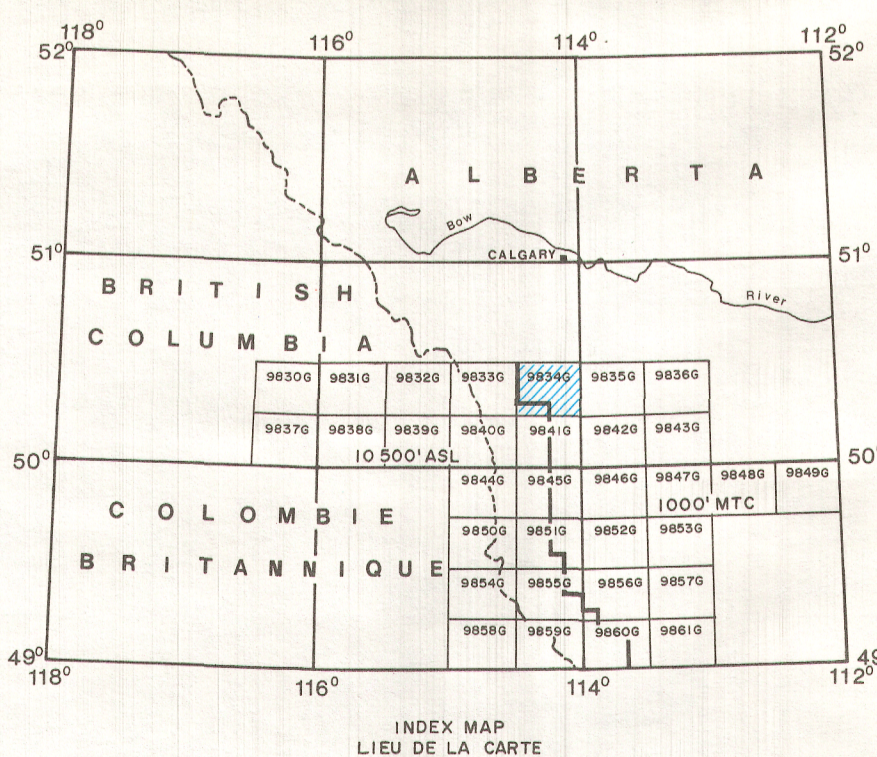 118° 116° 114° 112°
52° 52°
A L B E R T A
Bow
CALGARY
51° 51°
River
B R I T I S H
C O L U M B I A
9830G 9831G 9832G 9833G 9834G 9835G 9836G
9837G 9838G 9839G 9840G 9841G 9842G 9843G
10 500' ASL
50° 50°
9844G 9845G 9846G 9847G 9848G 9849G
1000' MTC
C O L O M B I E
9850G 9851G 9852G 9853G
B R I T A N N I Q U E
9854G 9855G 9856G 9857G
9858G 9859G 9860G 9861G
49° 49°
118° 116° 114° 112°
INDEX MAP
LIEU DE LA CARTE